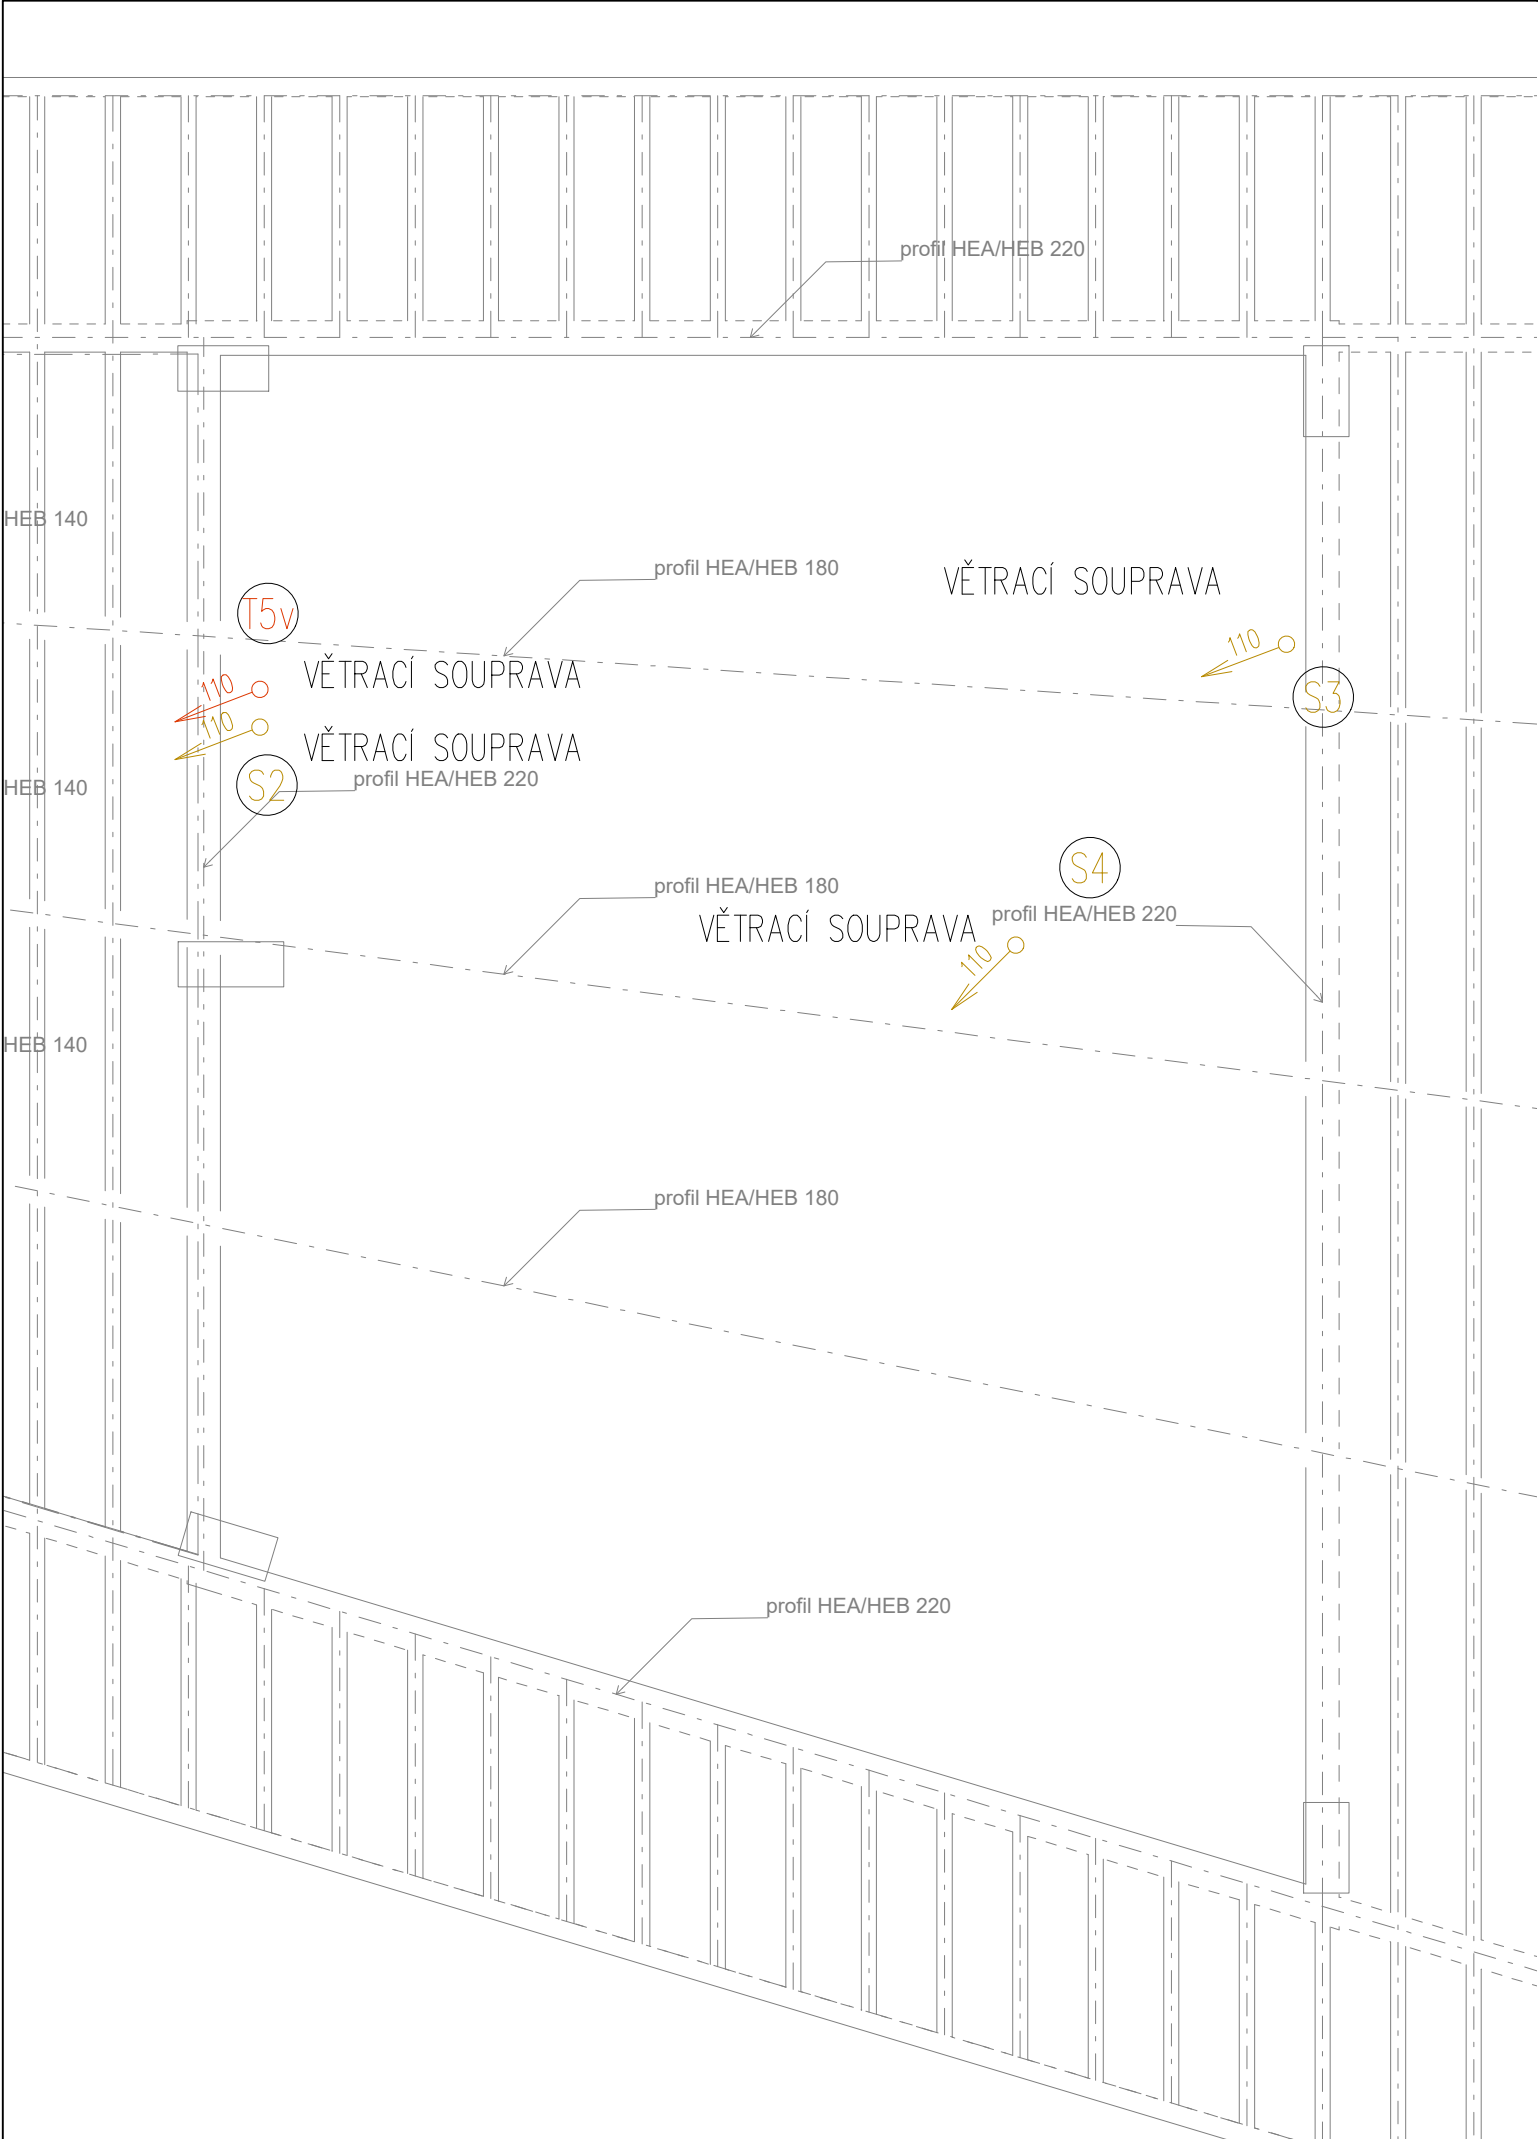 profil HEA/HEB 220
HEB 140
profil HEA/HEB 180
VĚTRACÍ SOUPRAVA
T5v
110
VĚTRACÍ SOUPRAVA
110
S3
110
VĚTRACÍ SOUPRAVA
S2
profil HEA/HEB 220
HEB 140
S4
profil HEA/HEB 180
profil HEA/HEB 220
VĚTRACÍ SOUPRAVA
110
HEB 140
profil HEA/HEB 180
profil HEA/HEB 220